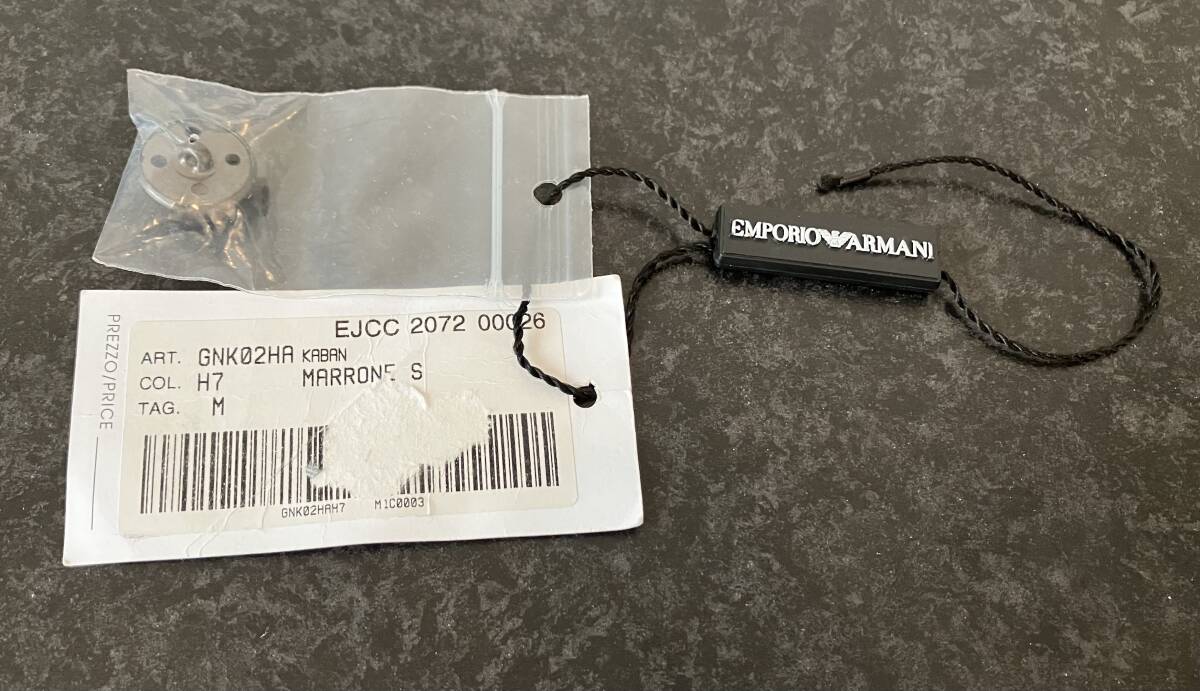 EMPORIO ARMANI
PREZZO/PRICE
EJCC 2072 00026
ART. GNK02HA KABAN
COL. H7 MARRONE S
TAG. M
GNK02HAH7 M1C0003